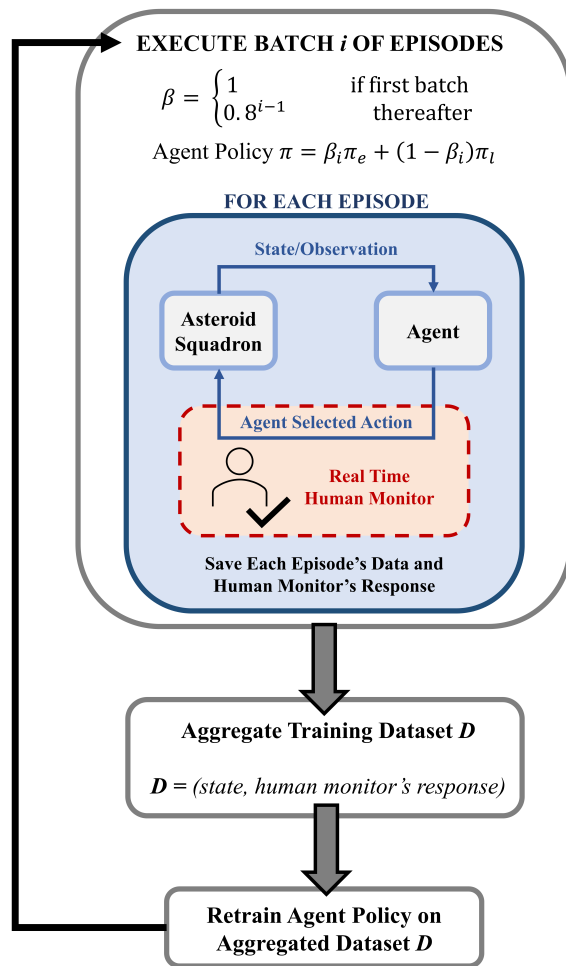 EXECUTE BATCH i OF EPISODES
β = {1 if first batch
0.8^{i−1} thereafter
Agent Policy π = β_iπ_e + (1 − β_i)π_l
FOR EACH EPISODE
State/Observation
Asteroid
Squadron
Agent
Agent Selected Action
Real Time
Human Monitor
Save Each Episode's Data and
Human Monitor's Response
Aggregate Training Dataset D
D = (state, human monitor's response)
Retrain Agent Policy on
Aggregated Dataset D